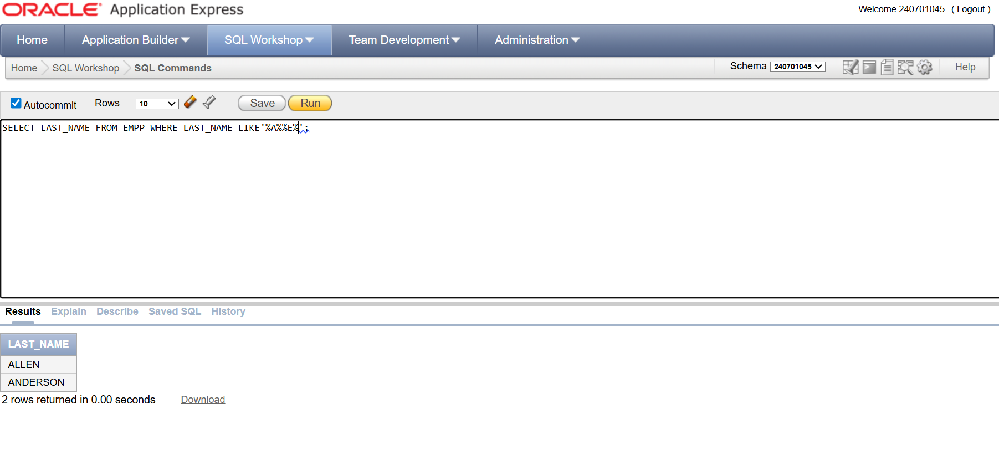 ORACLE® Application Express
Welcome 240701045 ( Logout )
Home Application Builder SQL Workshop Team Development Administration
Home SQL Workshop SQL Commands Schema 240701045 Help
Autocommit Rows 10 Save Run
SELECT LAST_NAME FROM EMPP WHERE LAST_NAME LIKE'%A%%E%';
Results Explain Describe Saved SQL History
LAST_NAME
ALLEN
ANDERSON
2 rows returned in 0.00 seconds Download